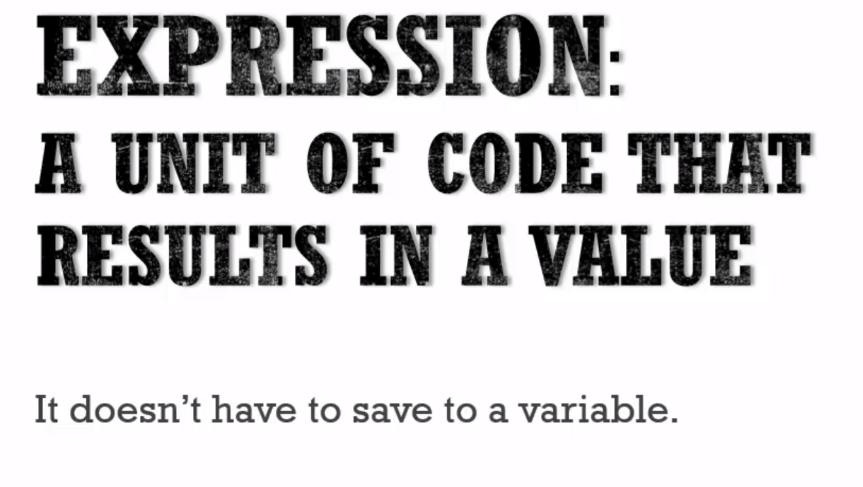 EXPRESSION:
A UNIT OF CODE THAT
RESULTS IN A VALUE
It doesn’t have to save to a variable.